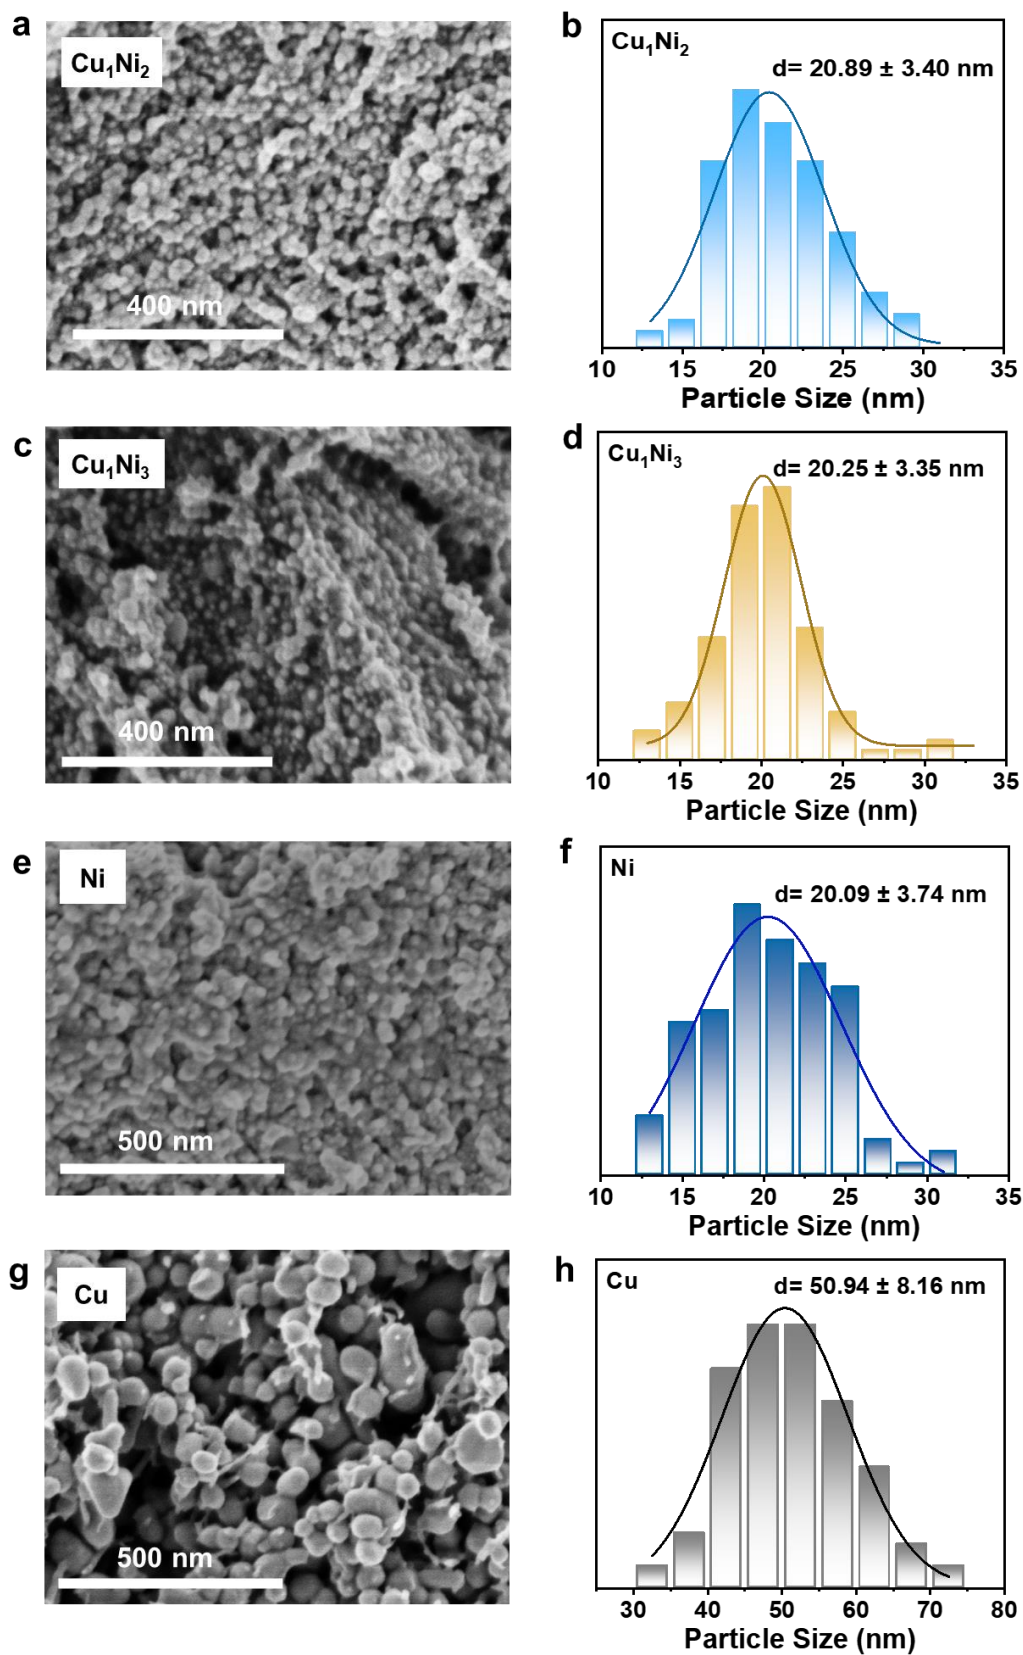 a
Cu₁Ni₂
400 nm
b
Cu₁Ni₂
d= 20.89 ± 3.40 nm
10 15 20 25 30 35
Particle Size (nm)
c
Cu₁Ni₃
400 nm
d
Cu₁Ni₃
d= 20.25 ± 3.35 nm
10 15 20 25 30 35
Particle Size (nm)
e
Ni
500 nm
f
Ni
d= 20.09 ± 3.74 nm
10 15 20 25 30 35
Particle Size (nm)
g
Cu
500 nm
h
Cu
d= 50.94 ± 8.16 nm
30 40 50 60 70 80
Particle Size (nm)